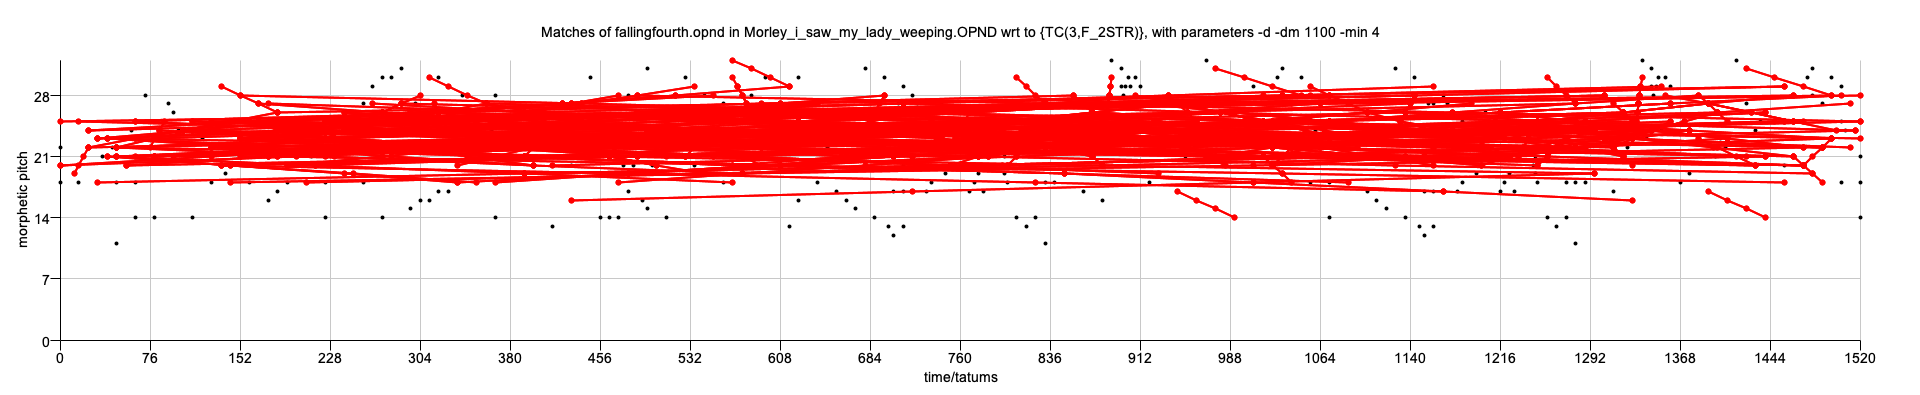 Matches of fallingfourth.opnd in Morley_i_saw_my_lady_weeping.OPND wrt to {TC(3,F_2STR)}, with parameters -d -dm 1100 -min 4
morphetic pitch
28
21
14
7
0
0 76 152 228 304 380 456 532 608 684 760 836 912 988 1064 1140 1216 1292 1368 1444 1520
time/tatums